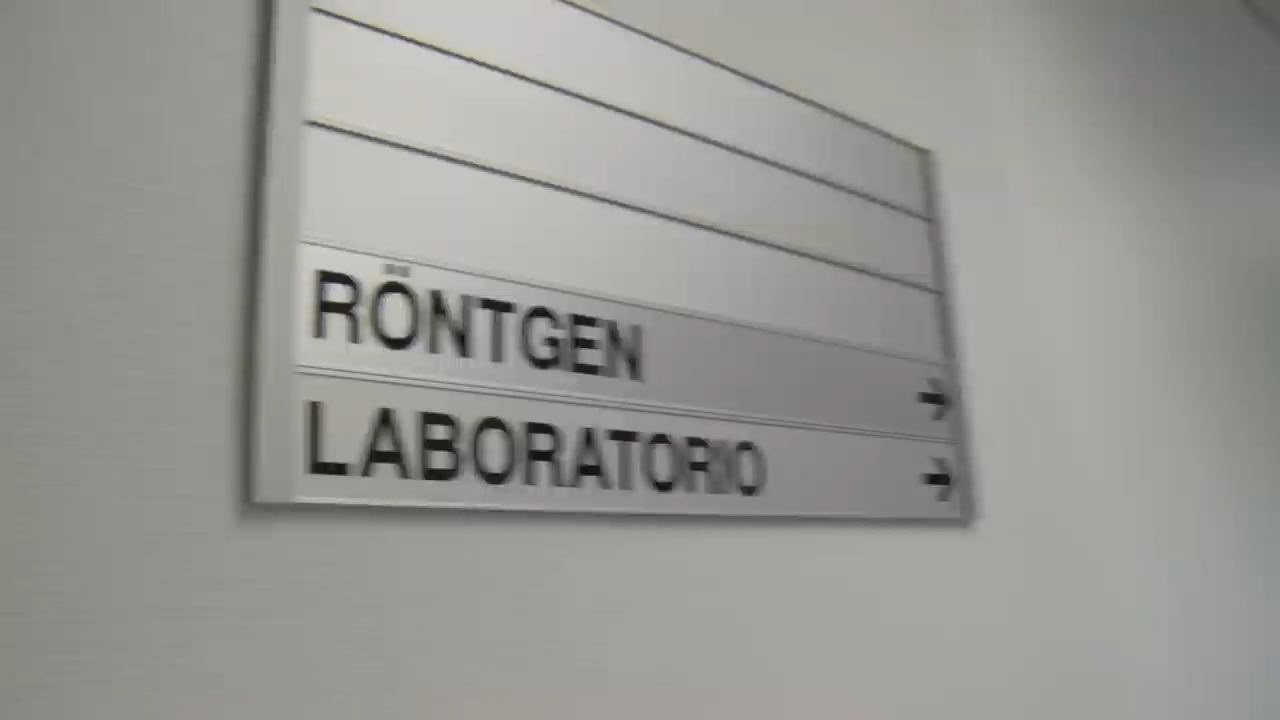 RÖNTGEN →
LABORATORIO →